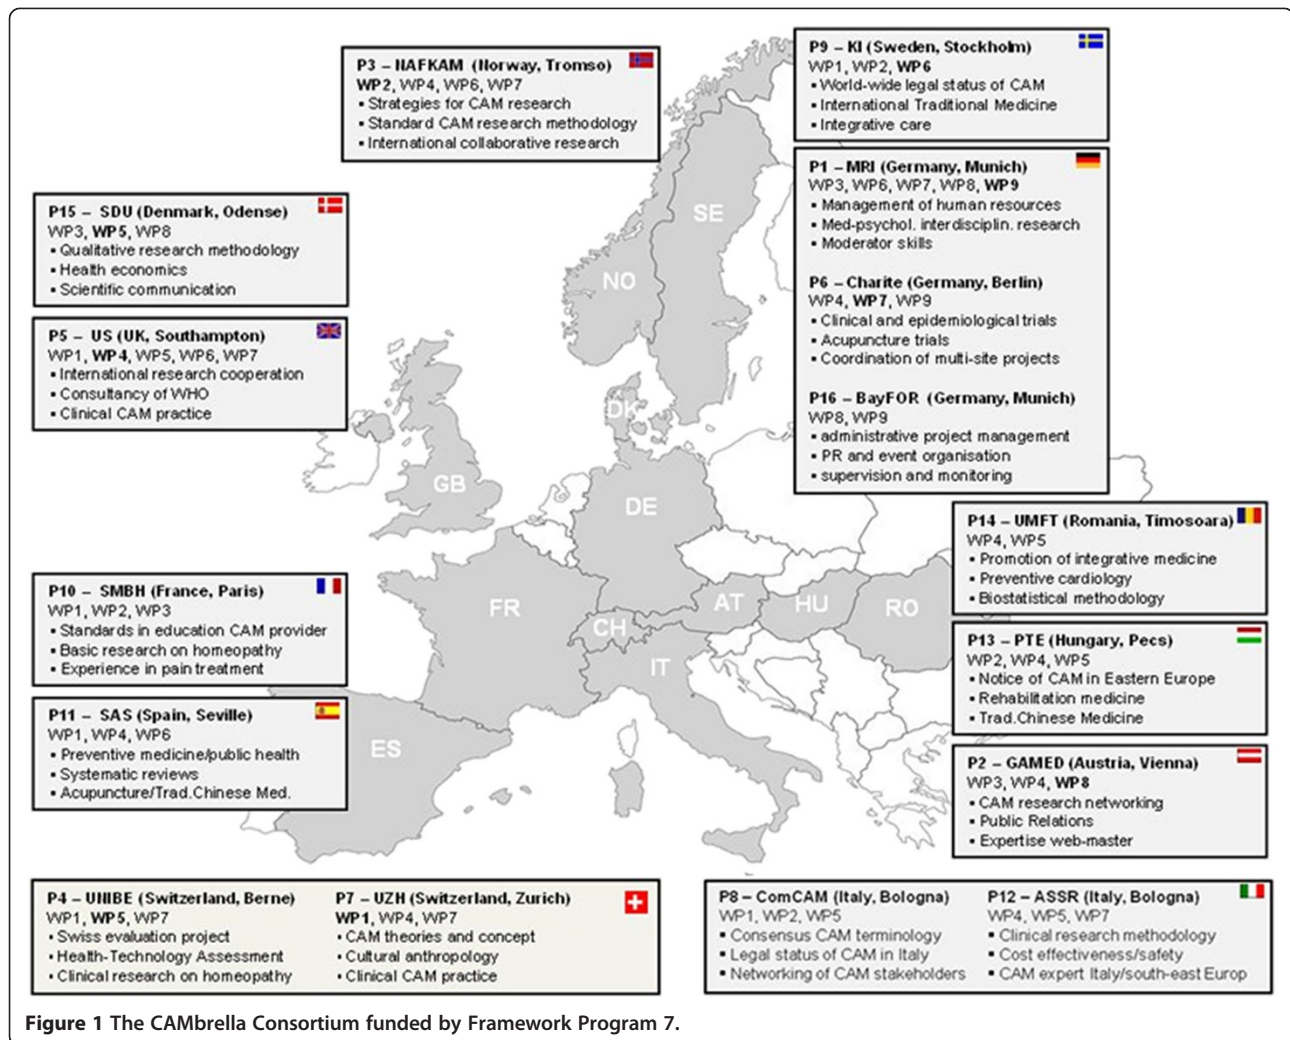 P3 – NAFKAM (Norway, Tromso)
WP2, WP4, WP6, WP7
▪ Strategies for CAM research
▪ Standard CAM research methodology
▪ International collaborative research
P9 – KI (Sweden, Stockholm)
WP1, WP2, WP6
▪ World-wide legal status of CAM
▪ International Traditional Medicine
▪ Integrative care
P1 – MRI (Germany, Munich)
WP3, WP6, WP7, WP8, WP9
▪ Management of human resources
▪ Med-psychol. interdisciplin. research
▪ Moderator skills
P6 – Charite (Germany, Berlin)
WP4, WP7, WP9
▪ Clinical and epidemiological trials
▪ Acupuncture trials
▪ Coordination of multi-site projects
P16 – BayFOR (Germany, Munich)
WP8, WP9
▪ administrative project management
▪ PR and event organisation
▪ supervision and monitoring
P15 – SDU (Denmark, Odense)
WP3, WP5, WP8
▪ Qualitative research methodology
▪ Health economics
▪ Scientific communication
P5 – US (UK, Southampton)
WP1, WP4, WP5, WP6, WP7
▪ International research cooperation
▪ Consultancy of WHO
▪ Clinical CAM practice
SE
NO
DK
GB
DE
FR
CH
AT
HU
RO
IT
ES
P14 – UMFT (Romania, Timosoara)
WP4, WP5
▪ Promotion of integrative medicine
▪ Preventive cardiology
▪ Biostatistical methodology
P10 – SMBH (France, Paris)
WP1, WP2, WP3
▪ Standards in education CAM provider
▪ Basic research on homeopathy
▪ Experience in pain treatment
P13 – PTE (Hungary, Pecs)
WP2, WP4, WP5
▪ Notice of CAM in Eastern Europe
▪ Rehabilitation medicine
▪ Trad.Chinese Medicine
P11 – SAS (Spain, Seville)
WP1, WP4, WP6
▪ Preventive medicine/public health
▪ Systematic reviews
▪ Acupuncture/Trad.Chinese Med.
P2 – GAMED (Austria, Vienna)
WP3, WP4, WP8
▪ CAM research networking
▪ Public Relations
▪ Expertise web-master
P4 – UNIBE (Switzerland, Berne)
WP1, WP5, WP7
▪ Swiss evaluation project
▪ Health-Technology Assessment
▪ Clinical research on homeopathy
P7 – UZH (Switzerland, Zurich)
WP1, WP4, WP7
▪ CAM theories and concept
▪ Cultural anthropology
▪ Clinical CAM practice
P8 – ComCAM (Italy, Bologna)
WP1, WP2, WP5
▪ Consensus CAM terminology
▪ Legal status of CAM in Italy
▪ Networking of CAM stakeholders
P12 – ASSR (Italy, Bologna)
WP4, WP5, WP7
▪ Clinical research methodology
▪ Cost effectiveness/safety
▪ CAM expert Italy/south-east Europ
Figure 1 The CAMbrella Consortium funded by Framework Program 7.